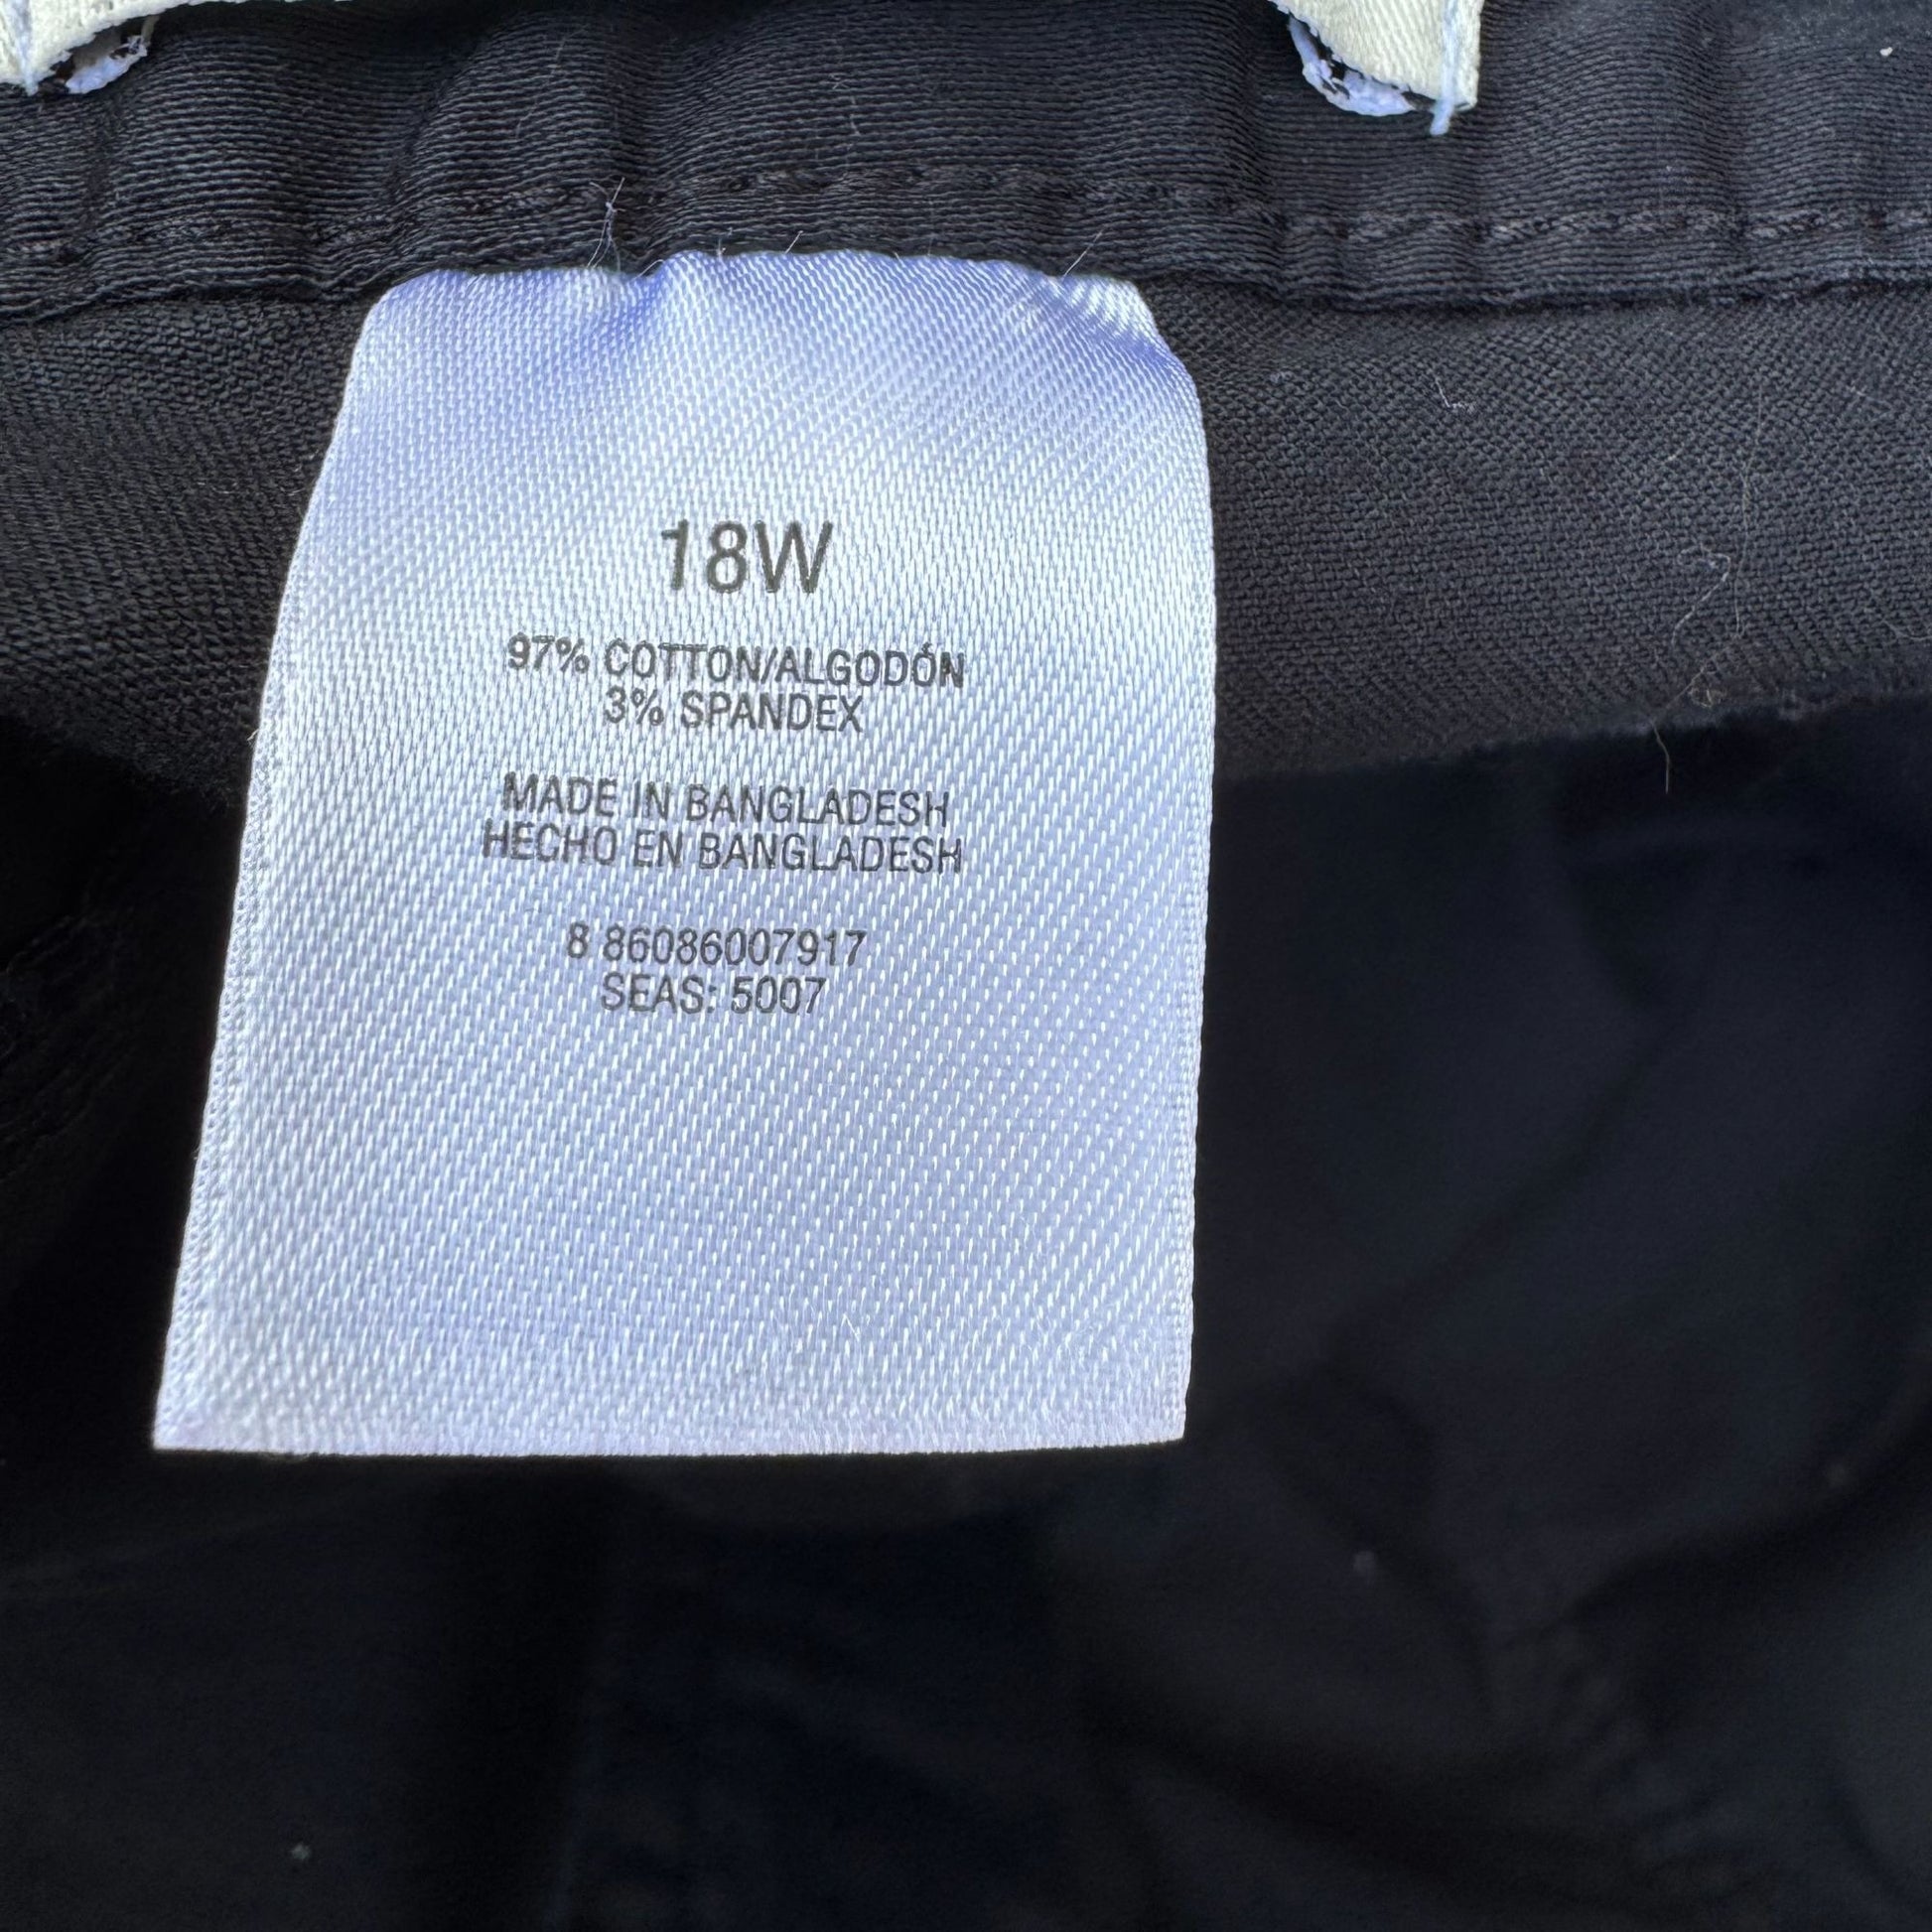 18W
97% COTTON/ALGODÓN
3% SPANDEX
MADE IN BANGLADESH
HECHO EN BANGLADESH
8 86086007917
SEAS: 5007